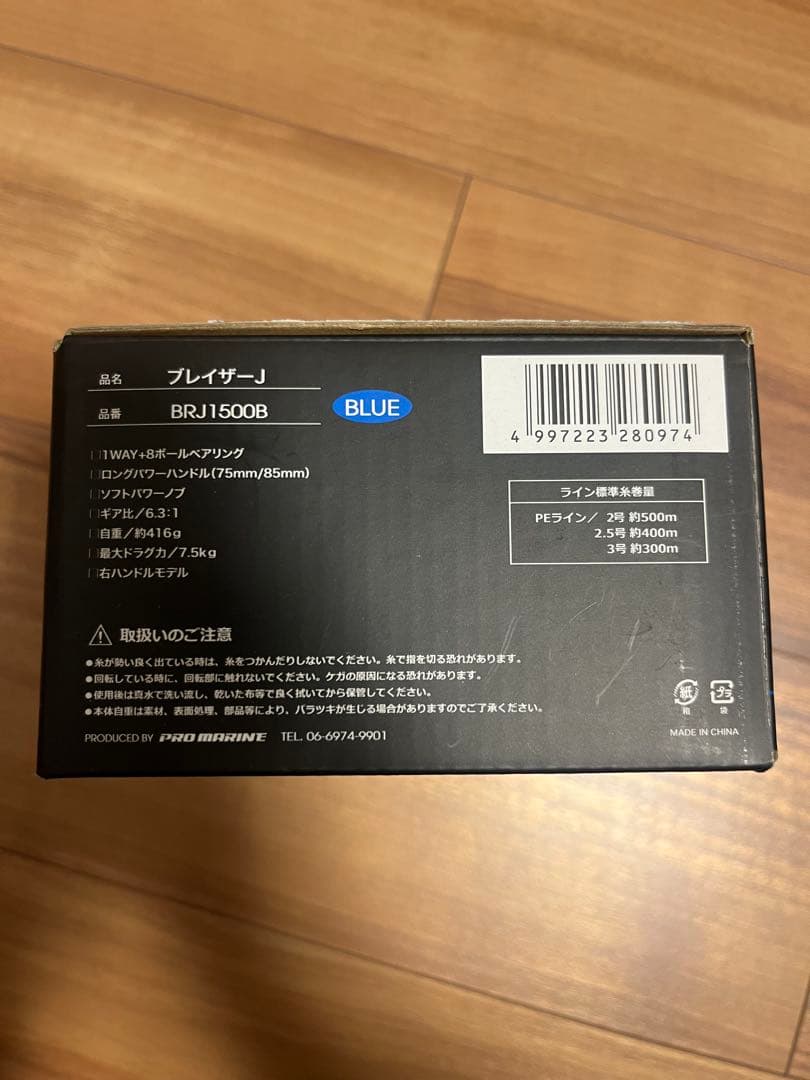 品名 ブレイザーJ
品番 BRJ1500B BLUE
4 997223 280974
□1WAY+8ボールベアリング
□ロングパワーハンドル(75mm/85mm)
□ソフトパワーノブ
□ギア比/6.3:1
□自重/約416g
□最大ドラグ力/7.5kg
□右ハンドルモデル
ライン標準糸巻量
PEライン/ 2号 約500m
2.5号 約400m
3号 約300m
取扱いのご注意
●糸が勢い良く出ている時は、糸をつかんだりしないでください。糸で指を切る恐れがあります。
●回転している時に、回転部に触れないでください。ケガの原因になる恐れがあります。
●使用後は真水で洗い流し、乾いた布等で良く拭いてから保管してください。
●本体自重は素材、表面処理、部品等により、バラツキが生じる場合がありますのでご了承ください。
紙 プラ
箱 袋
PRODUCED BY PRO MARINE TEL. 06-6974-9901
MADE IN CHINA